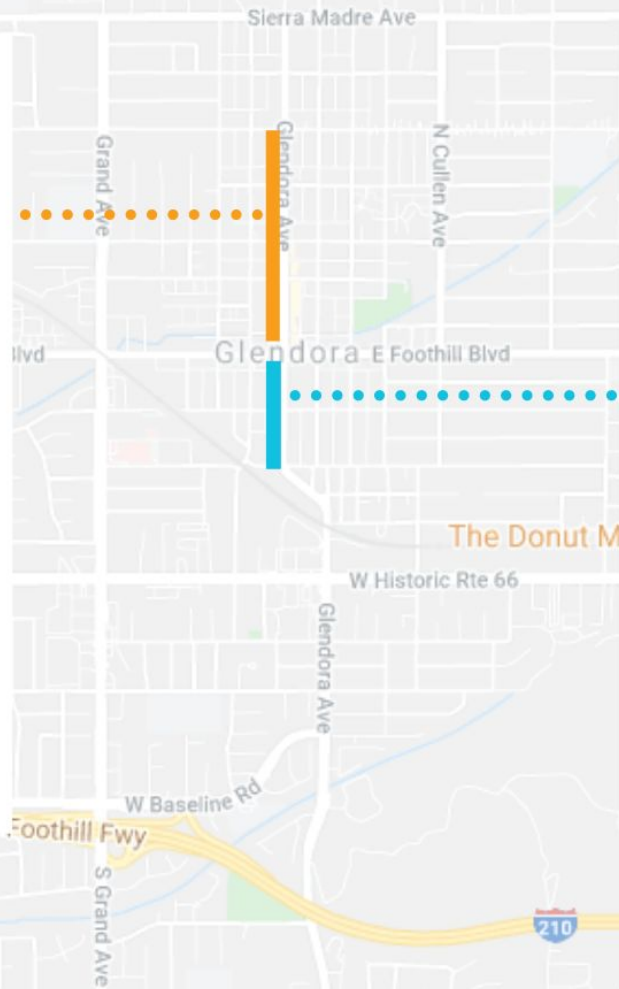 Sierra Madre Ave
Glendora Ave
N Cullen Ave
Grand Ave
lvd
Glendora
E Foothill Blvd
The Donut M
W Historic Rte 66
Glendora Ave
W Baseline Rd
Foothill Fwy
S Grand Ave
210